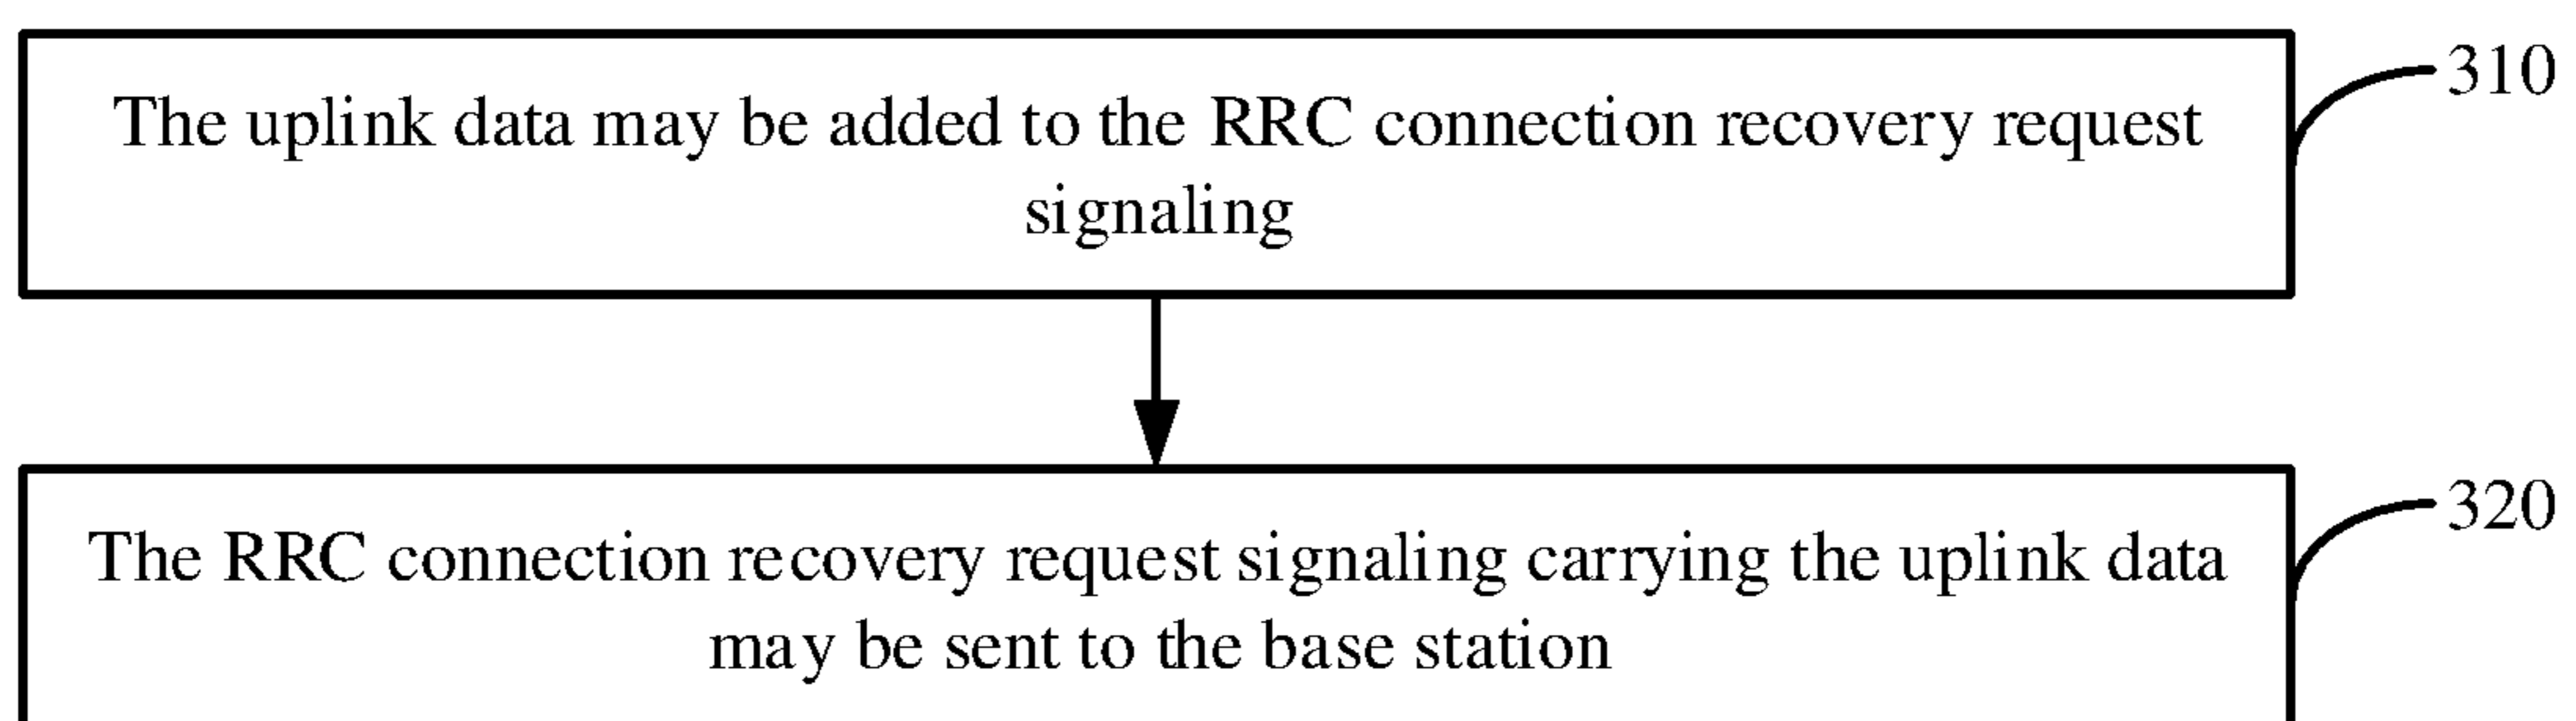 The uplink data may be added to the RRC connection recovery request
signaling
310
The RRC connection recovery request signaling carrying the uplink data
may be sent to the base station
320